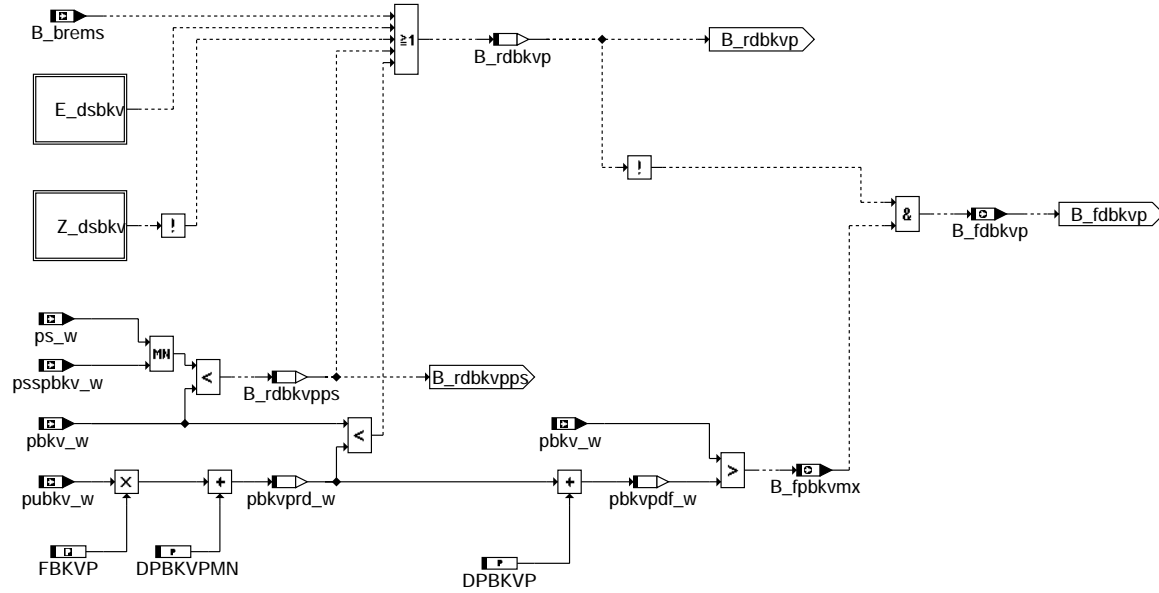 B_brems
≥1
B_rdbkvp
B_rdbkvp
E_dsbkv
!
Z_dsbkv
!
&
B_fdbkvp
B_fdbkvp
ps_w
MN
psspbkv_w
<
B_rdbkvpps
B_rdbkvpps
pbkv_w
<
pbkv_w
>
B_fpbkvmx
pubkv_w
×
+
pbkvprd_w
+
pbkvpdf_w
P
FBKVP
P
DPBKVPMN
P
DPBKVP